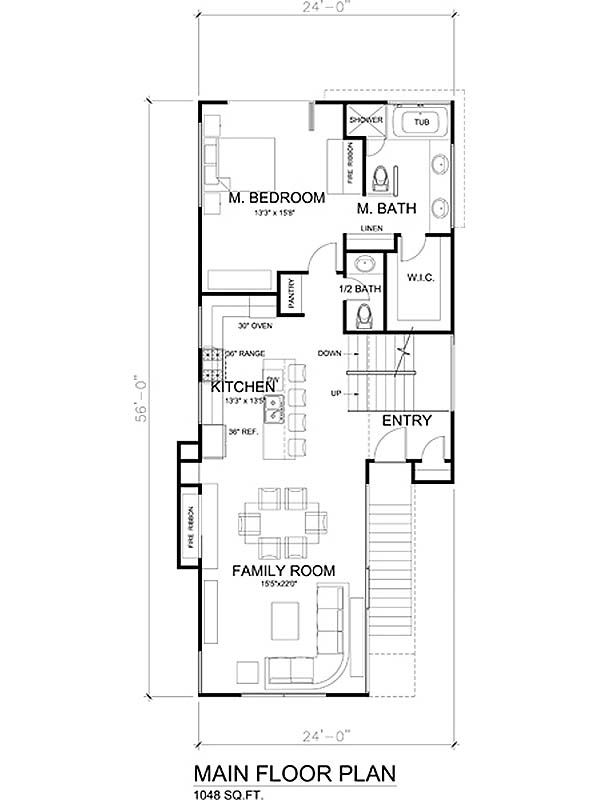 24'-0"
SHOWER
TUB
FIRE RIBBON
M. BEDROOM
13'3" x 15'8"
M. BATH
LINEN
W.I.C.
PANTRY
1/2 BATH
30" OVEN
36" RANGE
DOWN
KITCHEN
13'3" x 13'5"
DW
UP
56'-0"
ENTRY
36" REF.
FIRE RIBBON
FAMILY ROOM
15'5"x22'0"
24'-0"
MAIN FLOOR PLAN
1048 SQ.FT.